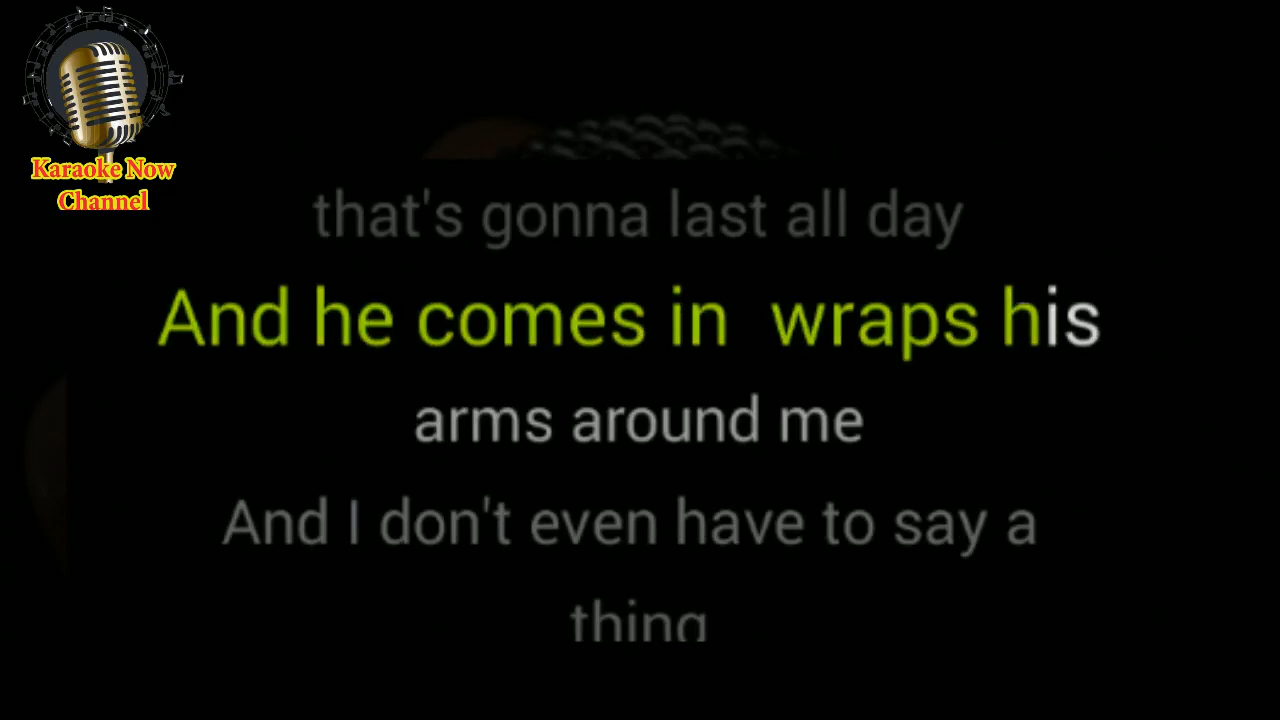 Karaoke Now
Channel
that's gonna last all day
And he comes in  wraps his
arms around me
And I don't even have to say a
thing